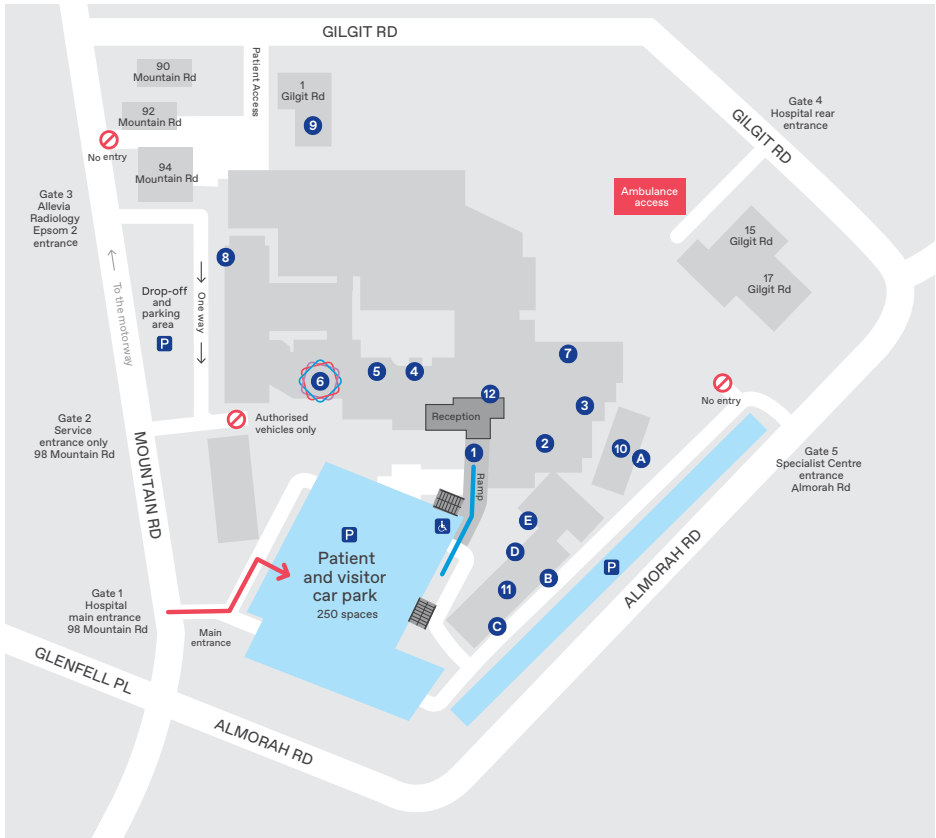 GILGIT RD
90
Mountain Rd
Patient Access
1
Gilgit Rd
9
92
Mountain Rd
No entry
94
Mountain Rd
Gate 4
Hospital rear
entrance
GILGIT RD
Ambulance
access
Gate 3
Allevia
Radiology
Epsom 2
entrance
15
Gilgit Rd
17
Gilgit Rd
8
To the motorway
Drop-off
and
parking
area
P
One way
7
6
5
4
12
3
No entry
Gate 2
Service
entrance only
98 Mountain Rd
Authorised
vehicles only
Reception
2
10
A
1
Ramp
Gate 5
Specialist Centre
entrance
Almorah Rd
MOUNTAIN RD
P
Patient
and visitor
car park
250 spaces
E
D
B
11
C
P
ALMORAH RD
Gate 1
Hospital
main entrance
98 Mountain Rd
Main
entrance
GLENFELL PL
ALMORAH RD